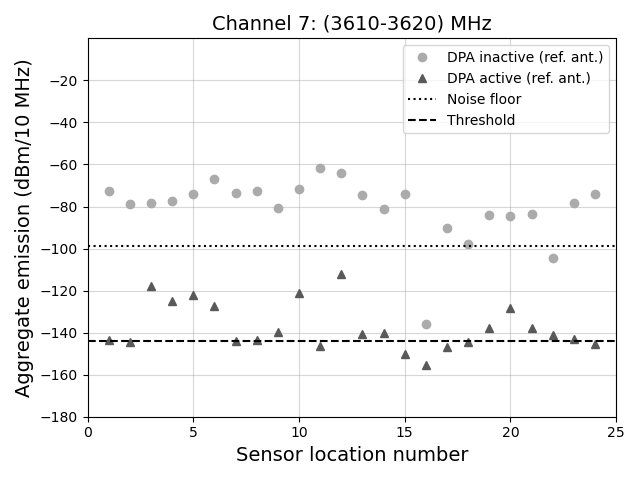 Channel 7: (3610-3620) MHz
DPA inactive (ref. ant.)
DPA active (ref. ant.)
Noise floor
Threshold
Aggregate emission (dBm/10 MHz)
−20
−40
−60
−80
−100
−120
−140
−160
−180
0 5 10 15 20 25
Sensor location number